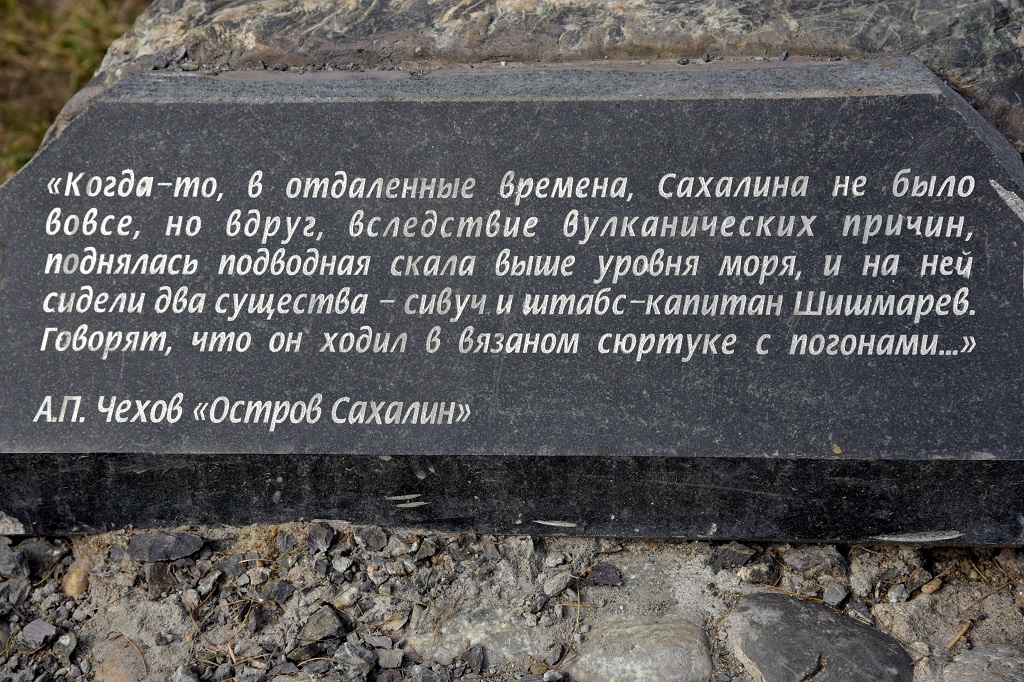 «Когда-то, в отдаленные времена, Сахалина не было
вовсе, но вдруг, вследствие вулканических причин,
поднялась подводная скала выше уровня моря, и на ней
сидели два существа – сивуч и штабс-капитан Шишмарев.
Говорят, что он ходил в вязаном сюртуке с погонами...»
А.П. Чехов «Остров Сахалин»